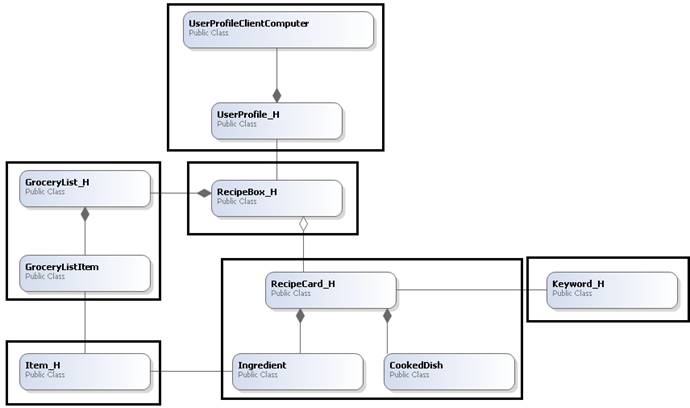 UserProfileClientComputer
Public Class
UserProfile_H
Public Class
GroceryList_H
Public Class
RecipeBox_H
Public Class
GroceryListItem
Public Class
RecipeCard_H
Public Class
Keyword_H
Public Class
Item_H
Public Class
Ingredient
Public Class
CookedDish
Public Class